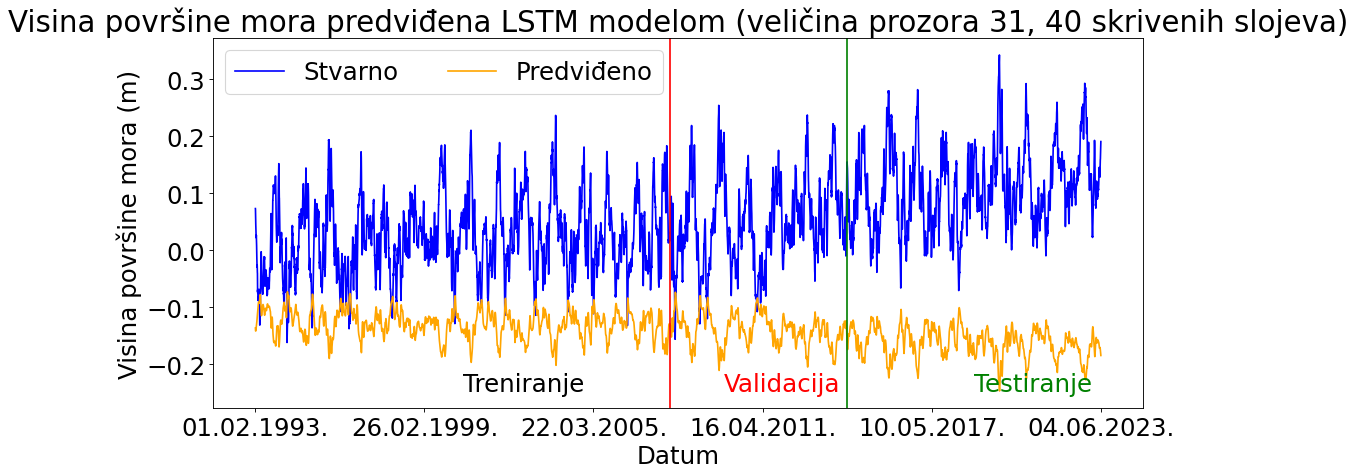 Visina površine mora predviđena LSTM modelom (veličina prozora 31, 40 skrivenih slojeva)
Stvarno
Predviđeno
Visina površine mora (m)
0.3
0.2
0.1
0.0
−0.1
−0.2
Treniranje
Validacija
Testiranje
01.02.1993.
26.02.1999.
22.03.2005.
16.04.2011.
10.05.2017.
04.06.2023.
Datum